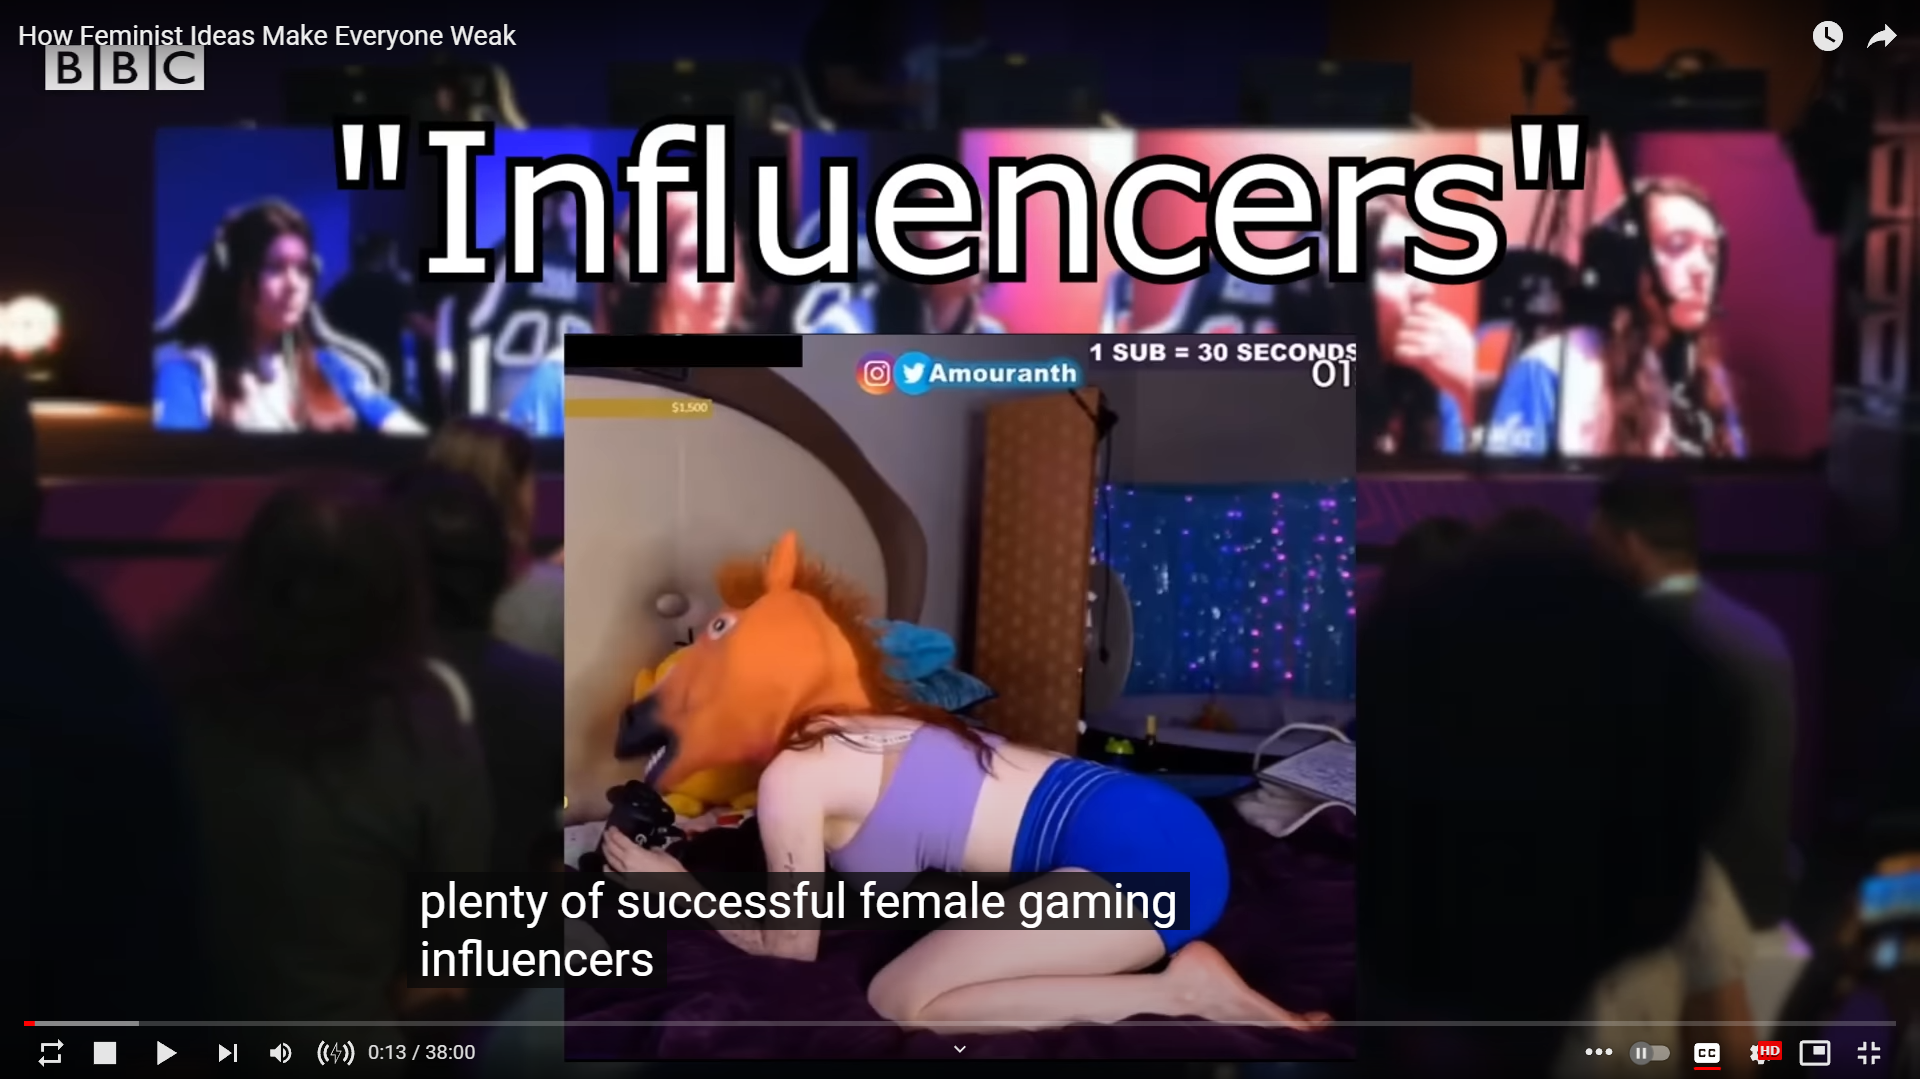 How Feminist Ideas Make Everyone Weak
BBC
"Influencers"
Amouranth
1 SUB = 30 SECONDS
01
$1,500
plenty of successful female gaming
influencers
0:13 / 38:00
CC
HD